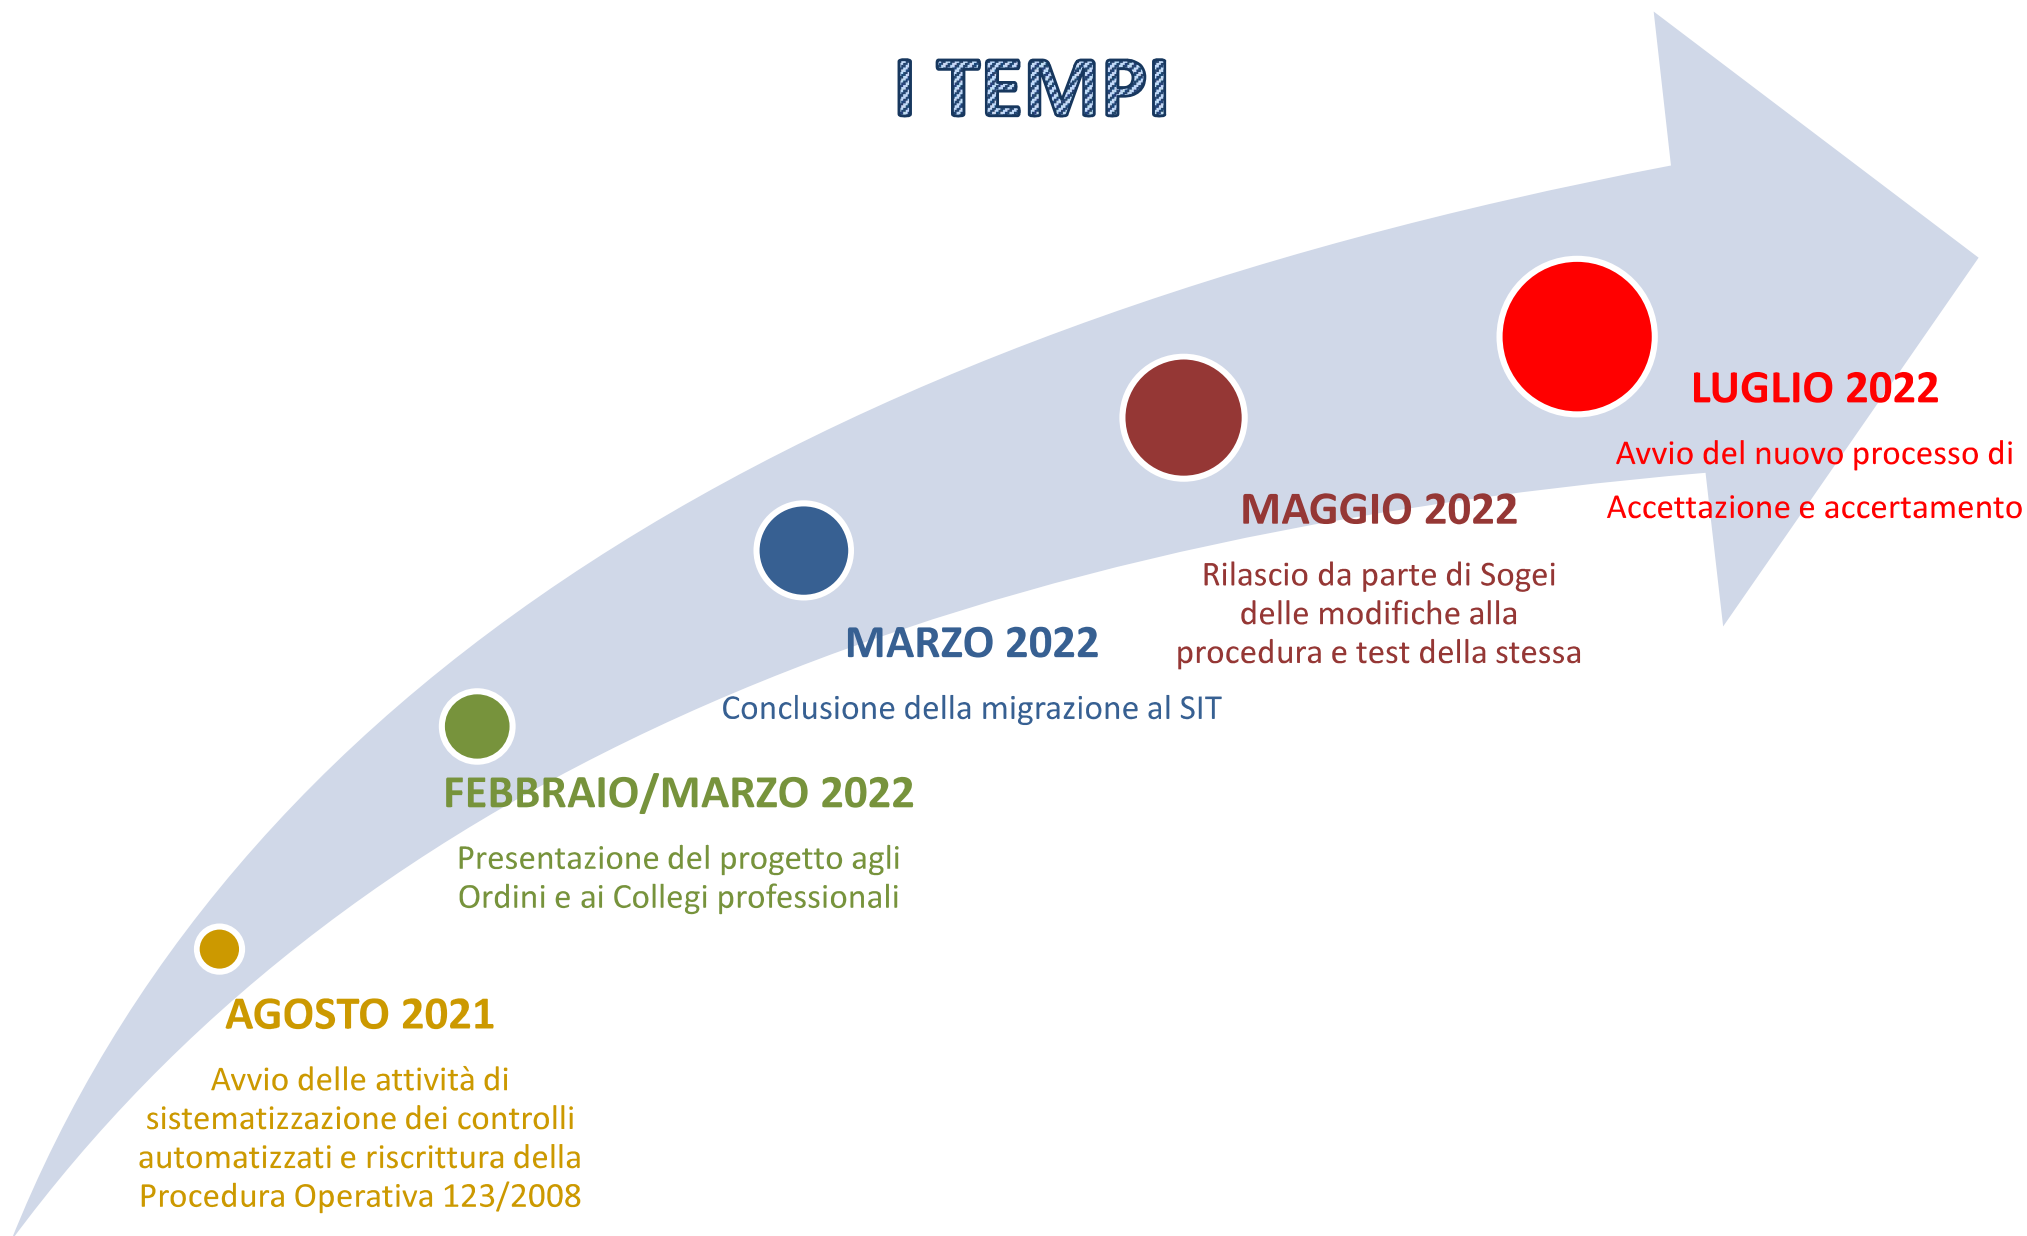 I TEMPI
AGOSTO 2021
Avvio delle attività di
sistematizzazione dei controlli
automatizzati e riscrittura della
Procedura Operativa 123/2008
FEBBRAIO/MARZO 2022
Presentazione del progetto agli
Ordini e ai Collegi professionali
MARZO 2022
Conclusione della migrazione al SIT
MAGGIO 2022
Rilascio da parte di Sogei
delle modifiche alla
procedura e test della stessa
LUGLIO 2022
Avvio del nuovo processo di
Accettazione e accertamento